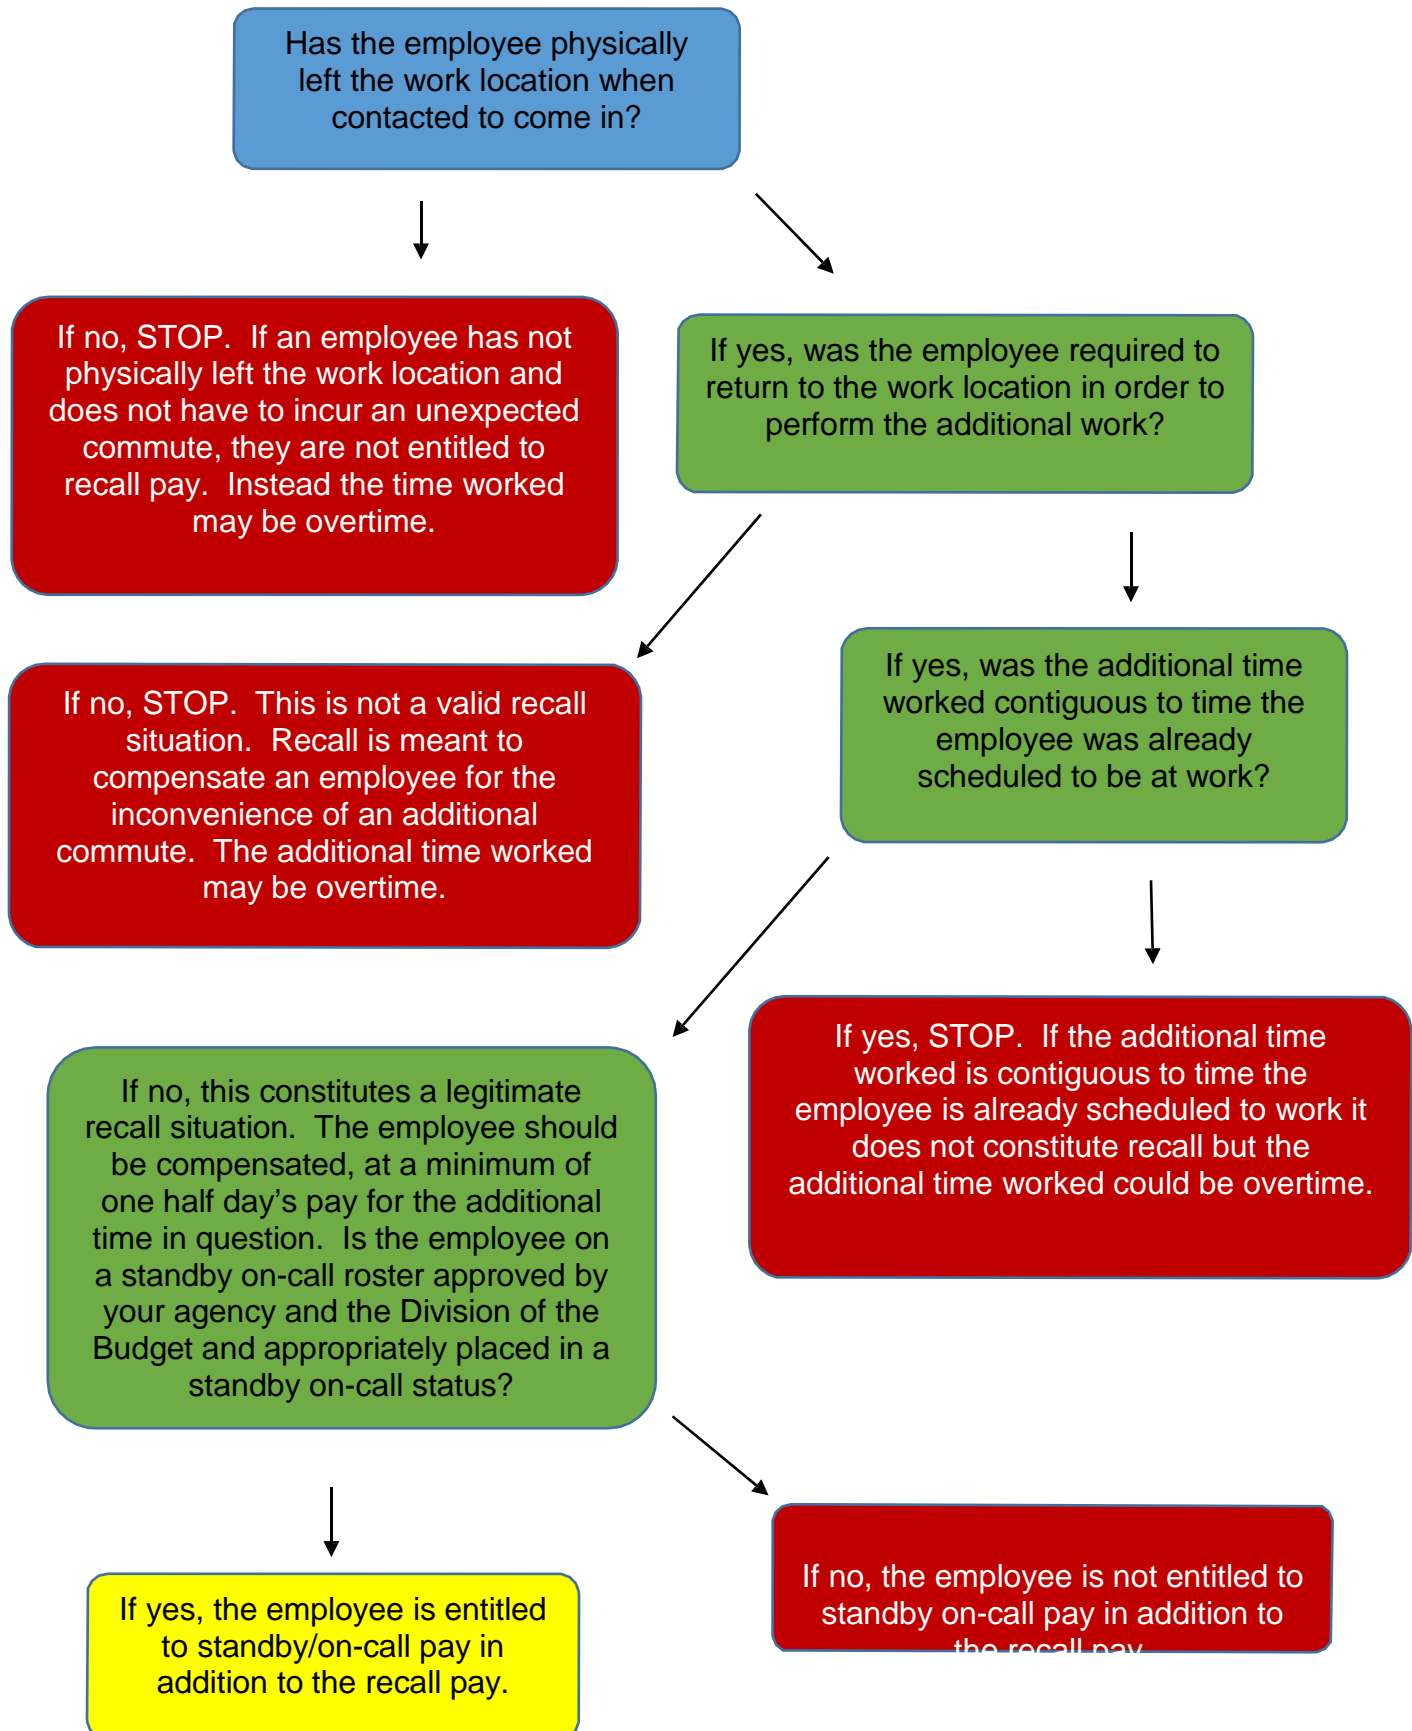 Has the employee physically
left the work location when
contacted to come in?
If no, STOP.  If an employee has not
physically left the work location and
does not have to incur an unexpected
commute, they are not entitled to
recall pay.  Instead the time worked
may be overtime.
If yes, was the employee required to
return to the work location in order to
perform the additional work?
If no, STOP.  This is not a valid recall
situation.  Recall is meant to
compensate an employee for the
inconvenience of an additional
commute.  The additional time worked
may be overtime.
If yes, was the additional time
worked contiguous to time the
employee was already
scheduled to be at work?
If no, this constitutes a legitimate
recall situation.  The employee should
be compensated, at a minimum of
one half day’s pay for the additional
time in question.  Is the employee on
a standby on-call roster approved by
your agency and the Division of the
Budget and appropriately placed in a
standby on-call status?
If yes, STOP.  If the additional time
worked is contiguous to time the
employee is already scheduled to work it
does not constitute recall but the
additional time worked could be overtime.
If yes, the employee is entitled
to standby/on-call pay in
addition to the recall pay.
If no, the employee is not entitled to
standby on-call pay in addition to
the recall pay